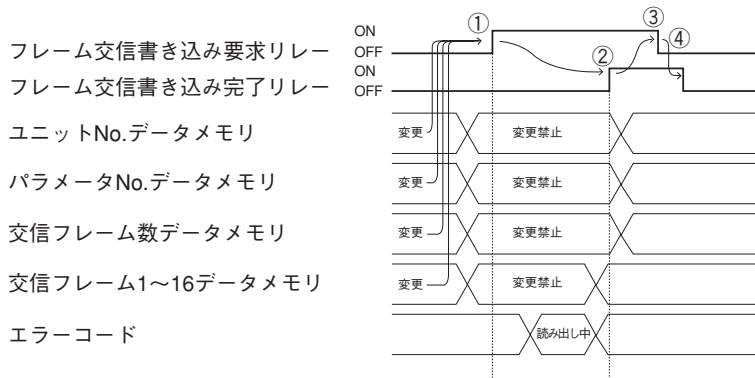 ① ③ ④
ON
フレーム交信書き込み要求リレー OFF
② ON
フレーム交信書き込み完了リレー OFF
ユニットNo.データメモリ 変更 変更禁止
パラメータNo.データメモリ 変更 変更禁止
交信フレーム数データメモリ 変更 変更禁止
交信フレーム1～16データメモリ 変更 変更禁止
エラーコード 読み出し中